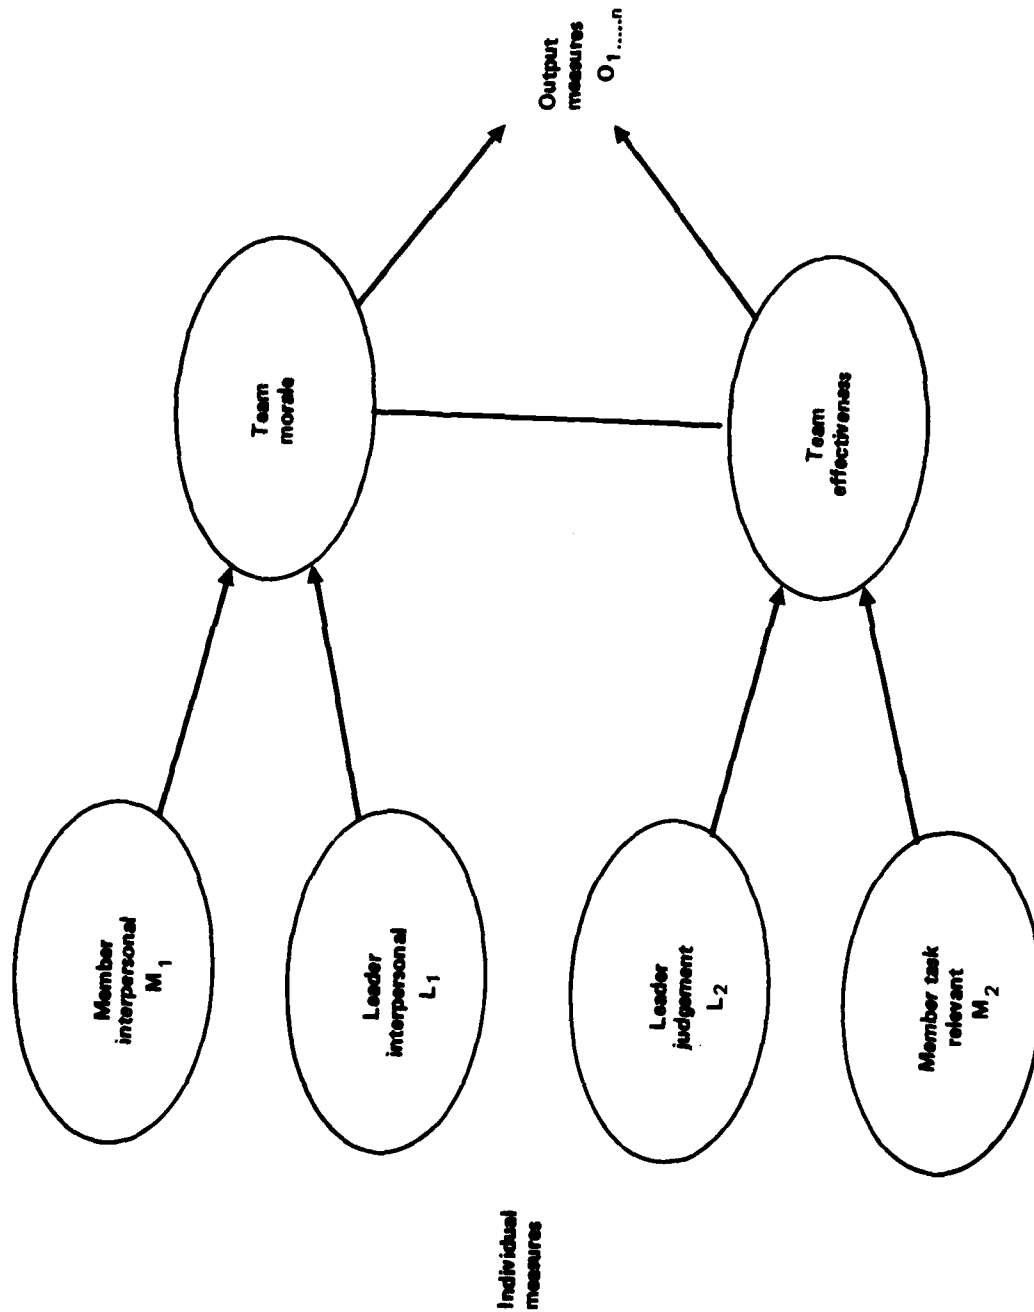 Individual
measures
Member
interpersonal
M1
Leader
interpersonal
L1
Leader
judgement
L2
Member task
relevant
M2
Team
morale
Team
effectiveness
Output
measures
O1.....n